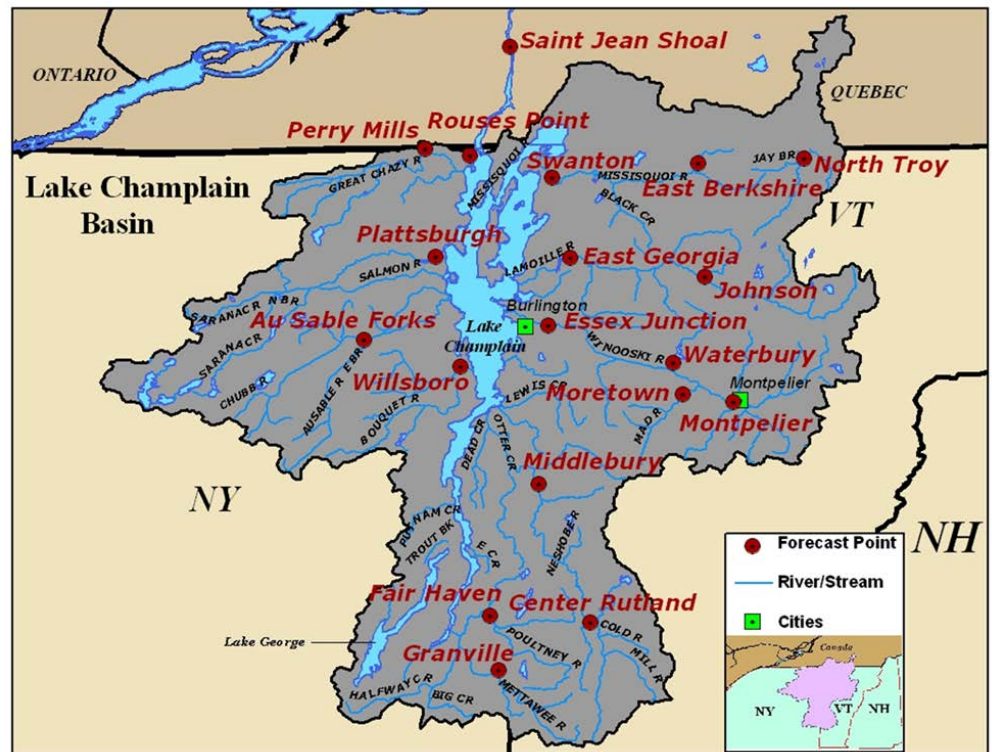 Saint Jean Shoal
ONTARIO
QUEBEC
Perry Mills
Rouses Point
GREAT CHAZY R
MISSISQUOI R
Swanton
MISSISQUOI R
JAY BR
North Troy
East Berkshire
Lake Champlain
Basin
BLACK CR
VT
Plattsburgh
SALMON R
LAMOILLE R
East Georgia
Johnson
SARANAC R NBR
Burlington
Au Sable Forks
Lake
Champlain
Essex Junction
SARANAC R
WINOOSKI R
Waterbury
CHUBB R
AUSABLE R EBR
Willsboro
LEWIS CR
Moretown
Montpelier
Montpelier
BOUQUET R
MAD R
DEAD CR
OTTER CR
Middlebury
NY
NH
PUTNAM CR
TROUT BK
E CR
NESHOBE R
Fair Haven
Center Rutland
COLD R
Lake George
POULTNEY R
MILL R
Granville
HALFWAY CR
BIG CR
METTAWEE R
Forecast Point
River/Stream
Cities
Canada
NY
VT
NH